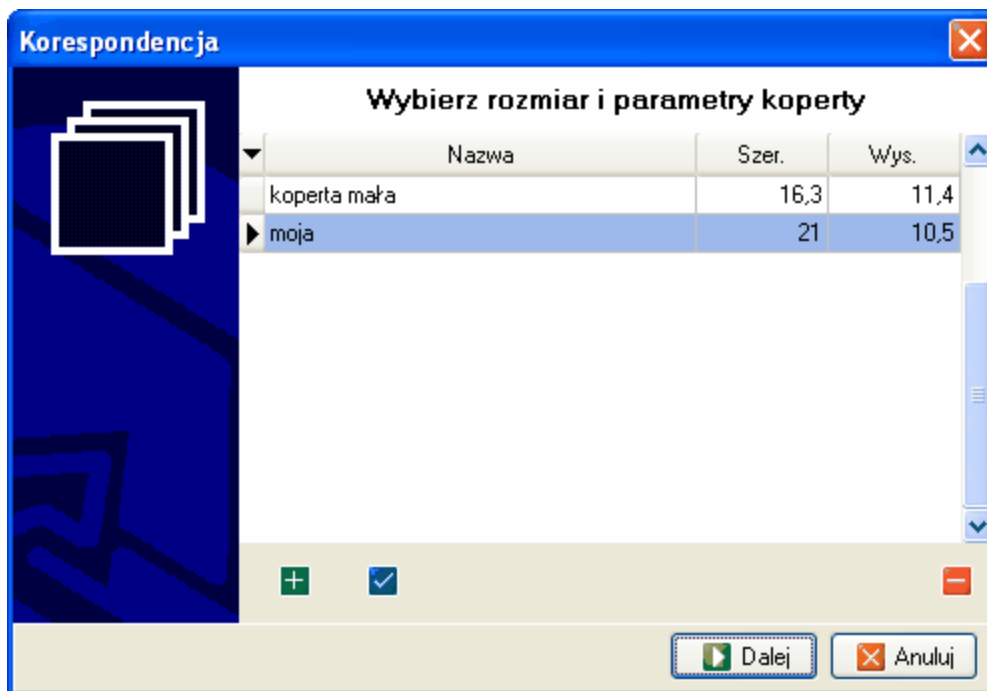 Korespondencja
Wybierz rozmiar i parametry koperty
Nazwa Szer. Wys.
koperta mała 16,3 11,4
moja 21 10,5
Dalej Anuluj